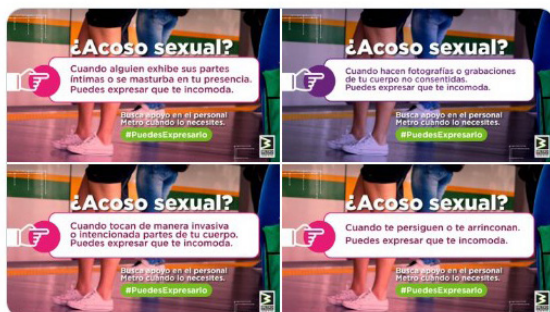 ¿Acoso sexual?
Cuando alguien exhibe sus partes
íntimas o se masturba en tu presencia.
Puedes expresar que te incomoda.
Busca apoyo en el personal
Metro cuando lo necesites.
#PuedesExpresarlo
¿Acoso sexual?
Cuando hacen fotografías o grabaciones
de tu cuerpo no consentidas.
Puedes expresar que te incomoda.
Busca apoyo en el personal
Metro cuando lo necesites.
#PuedesExpresarlo
¿Acoso sexual?
Cuando tocan de manera invasiva
o intencionada partes de tu cuerpo.
Puedes expresar que te incomoda.
Busca apoyo en el personal
Metro cuando lo necesites.
#PuedesExpresarlo
¿Acoso sexual?
Cuando te persiguen o te arrinconan.
Puedes expresar que te incomoda.
Busca apoyo en el personal
Metro cuando lo necesites.
#PuedesExpresarlo